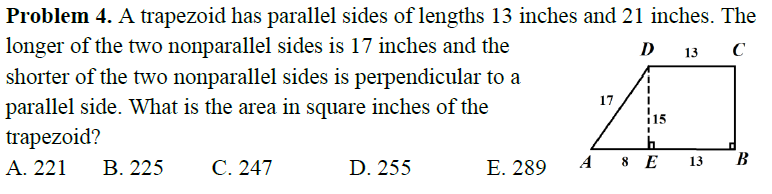 Problem 4. A trapezoid has parallel sides of lengths 13 inches and 21 inches. The
longer of the two nonparallel sides is 17 inches and the
shorter of the two nonparallel sides is perpendicular to a
parallel side. What is the area in square inches of the
trapezoid?
A. 221 B. 225 C. 247 D. 255 E. 289
D 13 C
17
15
A 8 E 13 B